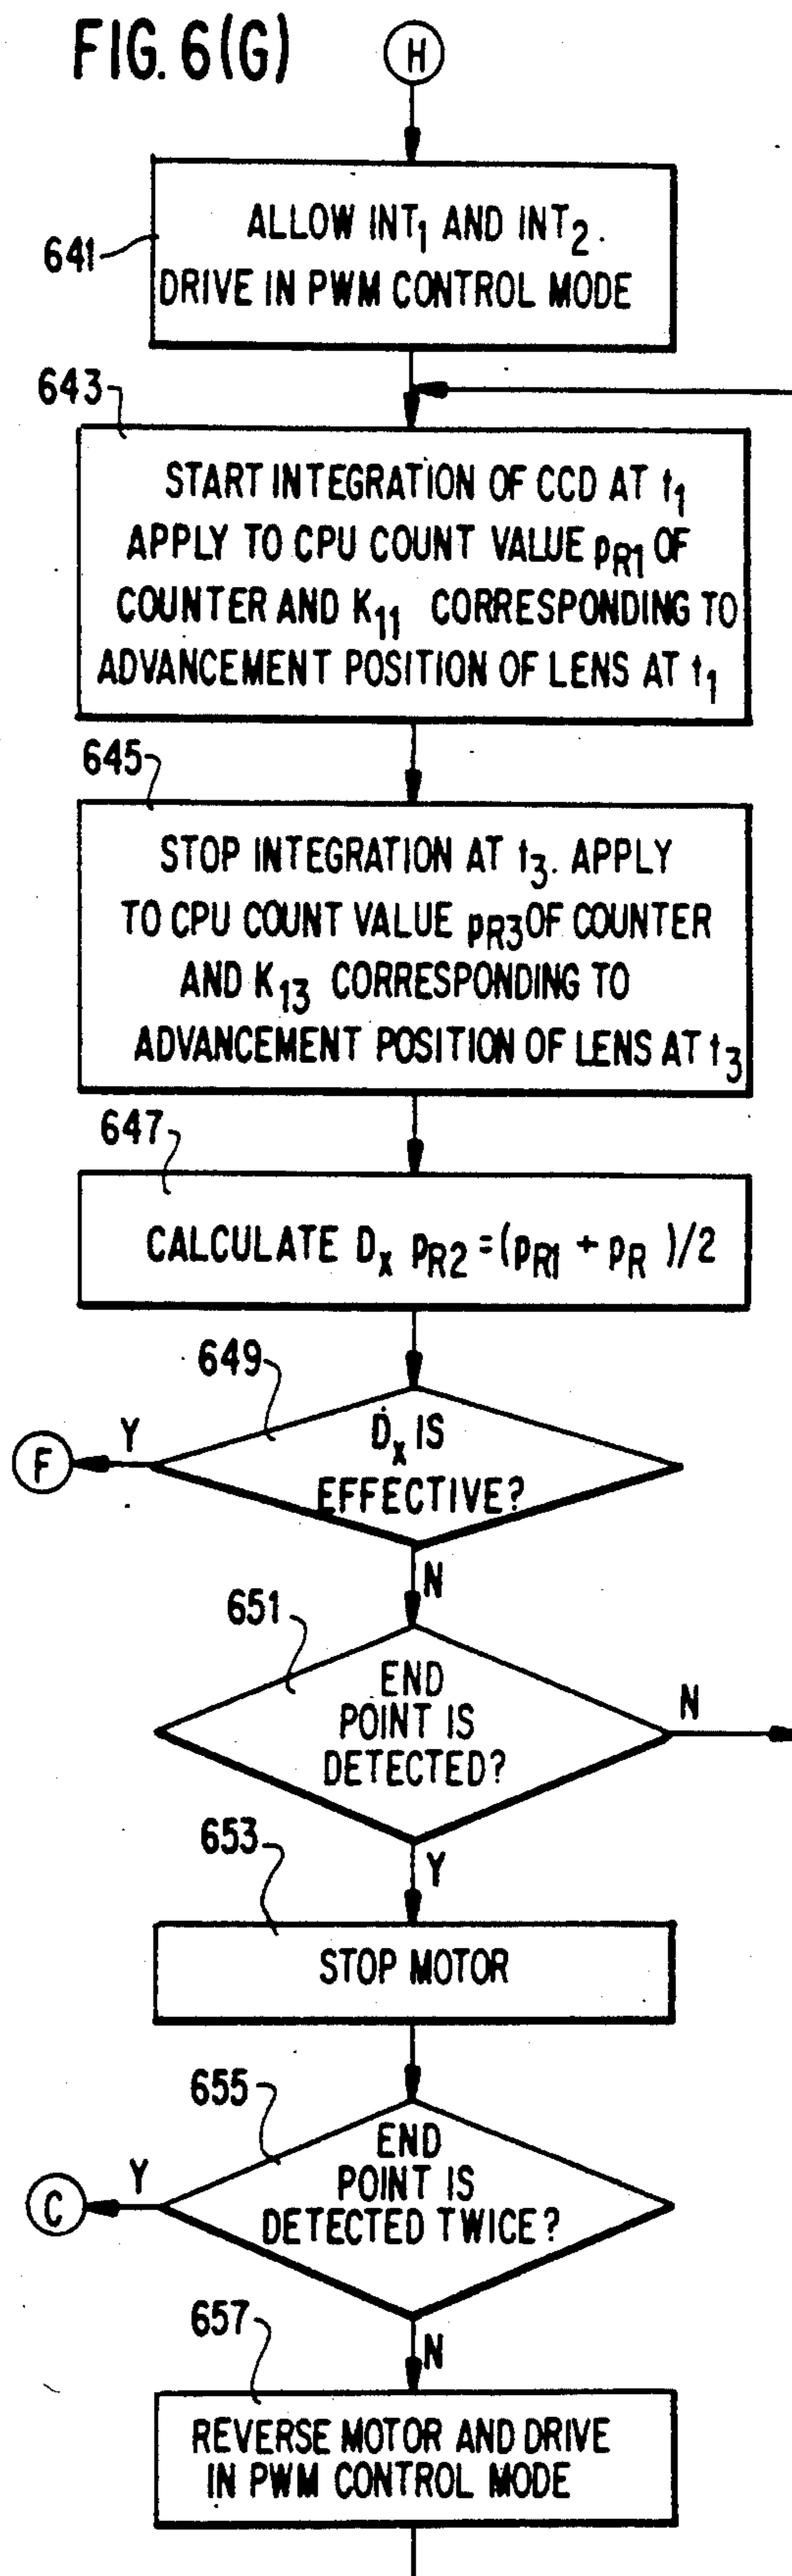 FIG. 6(G)
H
641
ALLOW INT1 AND INT2.
DRIVE IN PWM CONTROL MODE
643
START INTEGRATION OF CCD AT t1
APPLY TO CPU COUNT VALUE pR1 OF
COUNTER AND K11 CORRESPONDING TO
ADVANCEMENT POSITION OF LENS AT t1
645
STOP INTEGRATION AT t3. APPLY
TO CPU COUNT VALUE pR3 OF COUNTER
AND K13 CORRESPONDING TO
ADVANCEMENT POSITION OF LENS AT t3
647
CALCULATE Dx pR2 = (pR1 + pR )/2
649
Dx IS
EFFECTIVE?
Y
F
N
651
END
POINT IS
DETECTED?
N
Y
653
STOP MOTOR
655
END
POINT IS
DETECTED TWICE?
Y
C
N
657
REVERSE MOTOR AND DRIVE
IN PWM CONTROL MODE